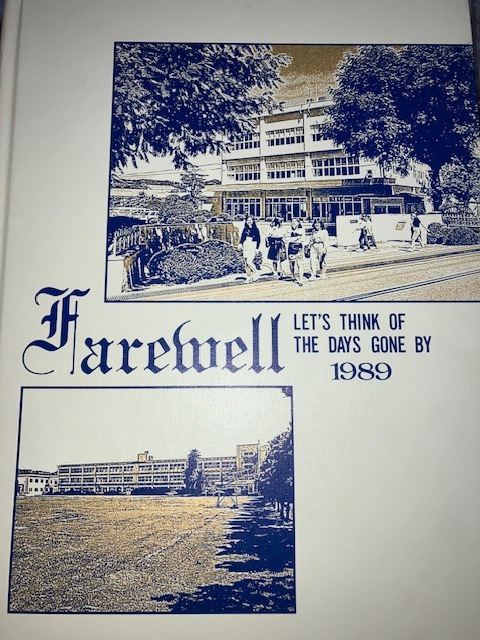 Farewell
LET'S THINK OF
THE DAYS GONE BY
1989